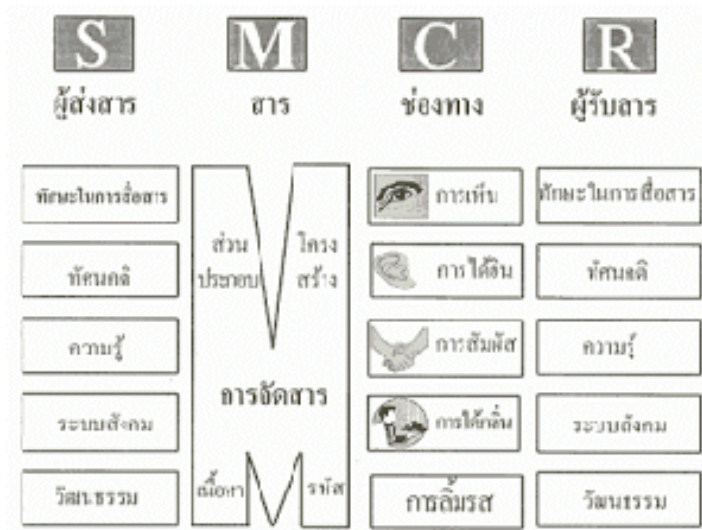 S M C R
ผู้ส่งสาร สาร ช่องทาง ผู้รับสาร
ทักษะในการสื่อสาร
ทัศนคติ
ความรู้
ระบบสังคม
วัฒนธรรม
ส่วน
ประกอบ
โครง
สร้าง
การจัดสาร
เนื้อหา
รหัส
การเห็น
การได้ยิน
การสัมผัส
การได้กลิ่น
การลิ้มรส
ทักษะในการสื่อสาร
ทัศนคติ
ความรู้
ระบบสังคม
วัฒนธรรม